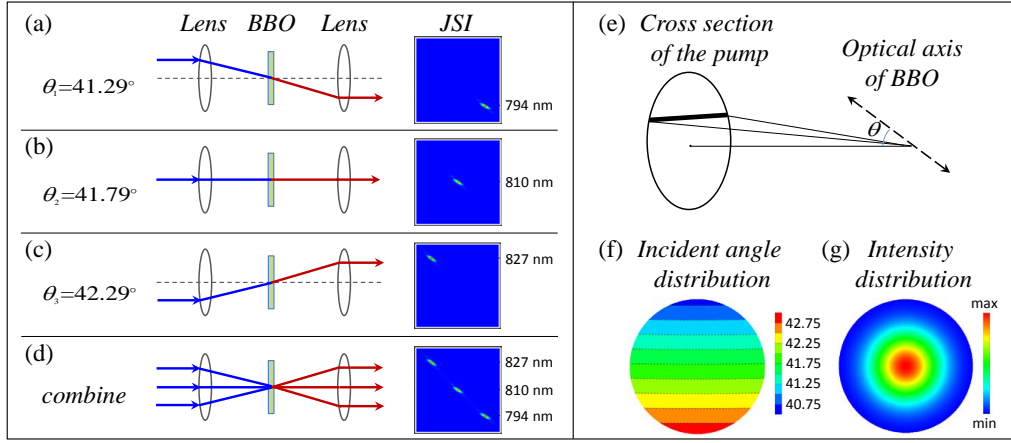 (a) Lens BBO Lens JSI
θ₁=41.29°
794 nm
(b)
θ₂=41.79°
810 nm
(c)
θ₃=42.29°
827 nm
(d)
combine
827 nm
810 nm
794 nm
(e) Cross section
of the pump
Optical axis
of BBO
θ
(f) Incident angle
distribution
42.75
42.25
41.75
41.25
40.75
(g) Intensity
distribution
max
min